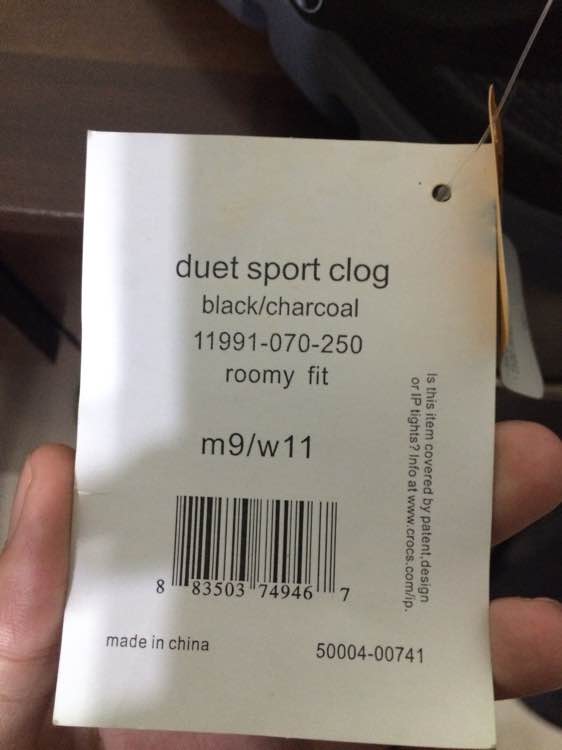 duet sport clog
black/charcoal
11991-070-250
roomy fit
m9/w11
Is this item covered by patent,design
or IP tights? Info at www.crocs.com/ip.
8 83503 74946 7
made in china
50004-00741